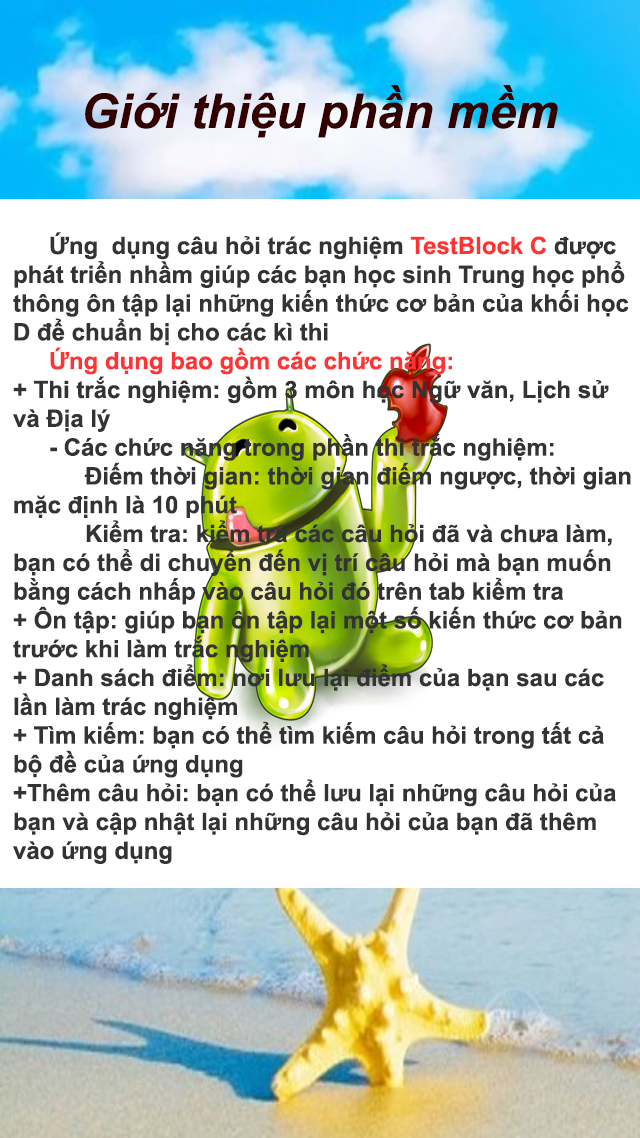 Giới thiệu phần mềm
Ứng dụng câu hỏi trác nghiệm TestBlock C được
phát triển nhầm giúp các bạn học sinh Trung học phổ
thông ôn tập lại những kiến thức cơ bản của khối học
D để chuẩn bị cho các kì thi
Ứng dụng bao gồm các chức năng:
+ Thi trắc nghiệm: gồm 3 môn học Ngữ văn, Lịch sử
và Địa lý
- Các chức năng trong phần thi trắc nghiệm:
Điếm thời gian: thời gian điếm ngược, thời gian
mặc định là 10 phút
Kiểm tra: kiểm tra các câu hỏi đã và chưa làm,
bạn có thể di chuyển đến vị trí câu hỏi mà bạn muốn
bằng cách nhấp vào câu hỏi đó trên tab kiểm tra
+ Ôn tập: giúp bạn ôn tập lại một số kiến thức cơ bản
trước khi làm trắc nghiệm
+ Danh sách điểm: nơi lưu lại điểm của bạn sau các
lần làm trác nghiệm
+ Tìm kiếm: bạn có thể tìm kiếm câu hỏi trong tất cả
bộ đề của ứng dụng
+Thêm câu hỏi: bạn có thể lưu lại những câu hỏi của
bạn và cập nhật lại những câu hỏi của bạn đã thêm
vào ứng dụng